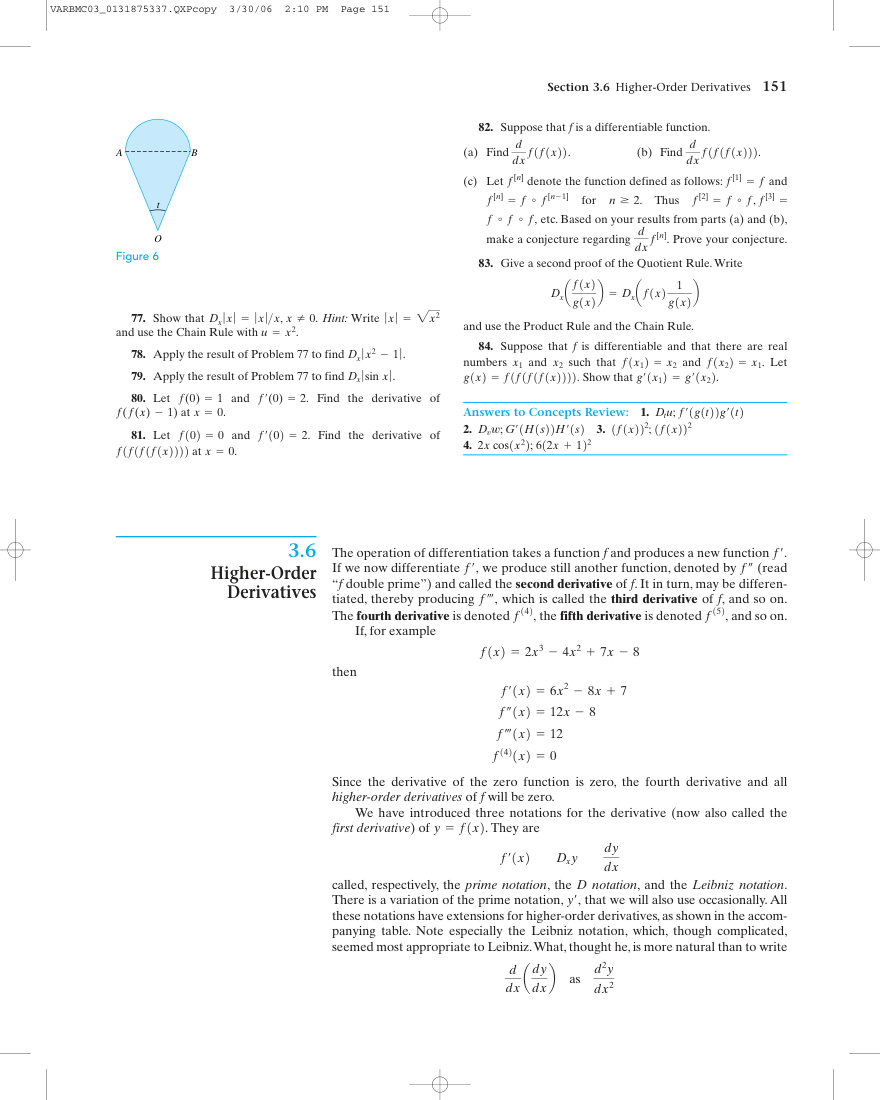 VARBMC03_0131875337.QXPcopy 3/30/06 2:10 PM Page 151
Section 3.6 Higher-Order Derivatives 151
A
B
t
O
Figure 6
77. Show that Dₓ|x| = |x|/x, x ≠ 0. Hint: Write |x| = √x²
and use the Chain Rule with u = x².
78. Apply the result of Problem 77 to find Dₓ|x² − 1|.
79. Apply the result of Problem 77 to find Dₓ|sin x|.
80. Let f(0) = 1 and f′(0) = 2. Find the derivative of
f(f(x) − 1) at x = 0.
81. Let f(0) = 0 and f′(0) = 2. Find the derivative of
f(f(f(f(x)))) at x = 0.
82. Suppose that f is a differentiable function.
(a) Find d/dx f(f(x)). (b) Find d/dx f(f(f(x))).
(c) Let f^[n] denote the function defined as follows: f^[1] = f and
f^[n] = f ∘ f^[n−1] for n ≥ 2. Thus f^[2] = f ∘ f, f^[3] =
f ∘ f ∘ f, etc. Based on your results from parts (a) and (b),
make a conjecture regarding d/dx f^[n]. Prove your conjecture.
83. Give a second proof of the Quotient Rule. Write
Dₓ(f(x)/g(x)) = Dₓ(f(x) 1/g(x))
and use the Product Rule and the Chain Rule.
84. Suppose that f is differentiable and that there are real
numbers x₁ and x₂ such that f(x₁) = x₂ and f(x₂) = x₁. Let
g(x) = f(f(f(f(x)))). Show that g′(x₁) = g′(x₂).
Answers to Concepts Review: 1. Dₜu; f′(g(t))g′(t)
2. Dₛw; G′(H(s))H′(s) 3. (f(x))²; (f(x))²
4. 2x cos(x²); 6(2x + 1)²
3.6
Higher-Order
Derivatives
The operation of differentiation takes a function f and produces a new function f′.
If we now differentiate f′, we produce still another function, denoted by f″ (read
“f double prime”) and called the second derivative of f. It in turn, may be differen-
tiated, thereby producing f‴, which is called the third derivative of f, and so on.
The fourth derivative is denoted f⁽⁴⁾, the fifth derivative is denoted f⁽⁵⁾, and so on.
If, for example
f(x) = 2x³ − 4x² + 7x − 8
then
f′(x) = 6x² − 8x + 7
f″(x) = 12x − 8
f‴(x) = 12
f⁽⁴⁾(x) = 0
Since the derivative of the zero function is zero, the fourth derivative and all
higher-order derivatives of f will be zero.
We have introduced three notations for the derivative (now also called the
first derivative) of y = f(x). They are
f′(x) Dₓy dy/dx
called, respectively, the prime notation, the D notation, and the Leibniz notation.
There is a variation of the prime notation, y′, that we will also use occasionally. All
these notations have extensions for higher-order derivatives, as shown in the accom-
panying table. Note especially the Leibniz notation, which, though complicated,
seemed most appropriate to Leibniz. What, thought he, is more natural than to write
d/dx (dy/dx) as d²y/dx²